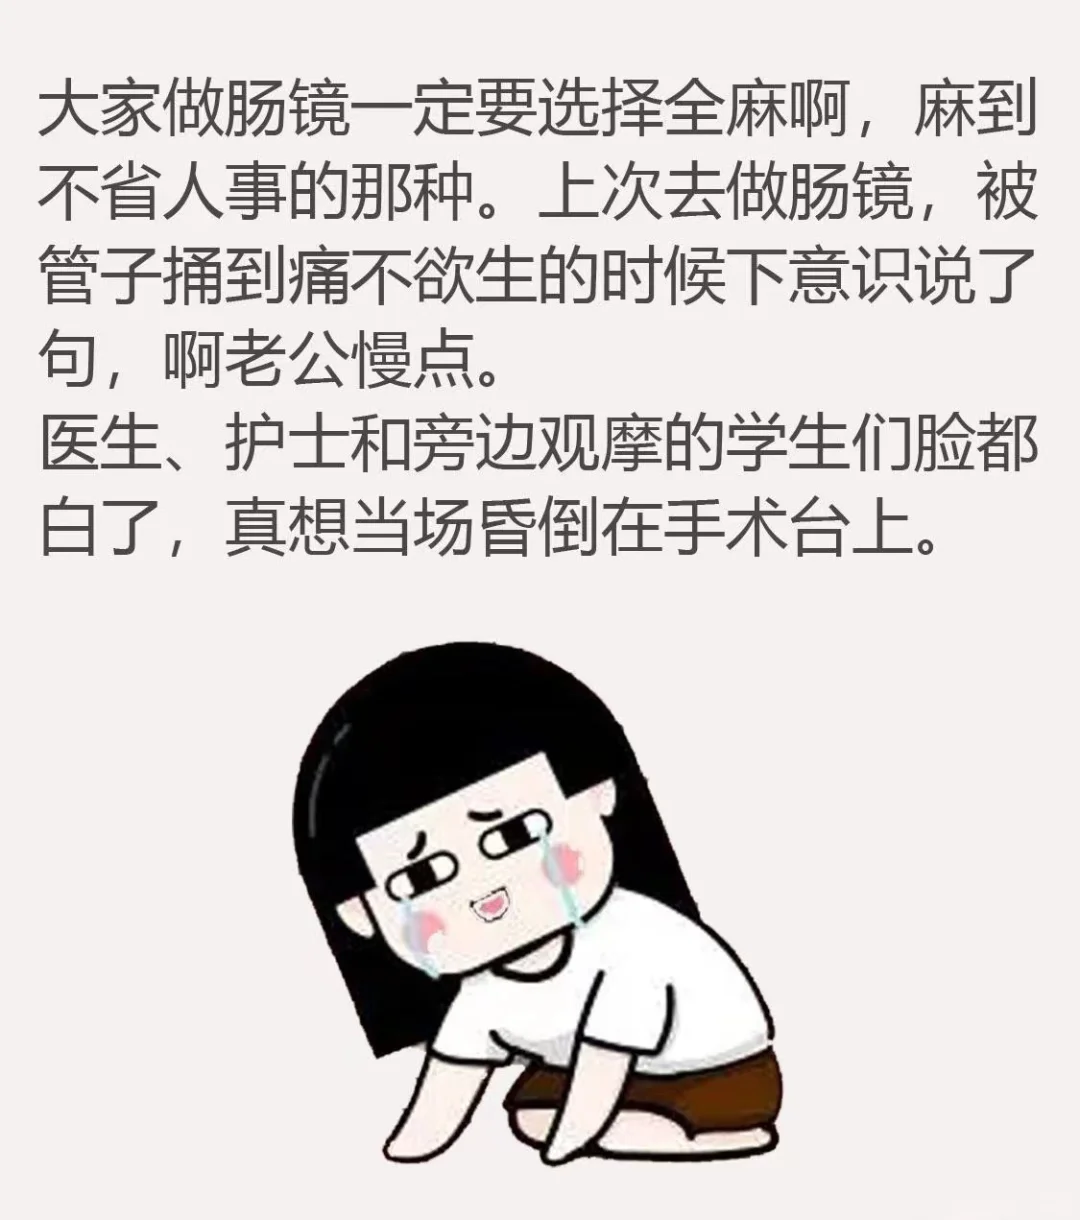 大家做肠镜一定要选择全麻啊，麻到
不省人事的那种。上次去做肠镜，被
管子捅到痛不欲生的时候下意识说了
句，啊老公慢点。
医生、护士和旁边观摩的学生们脸都
白了，真想当场昏倒在手术台上。